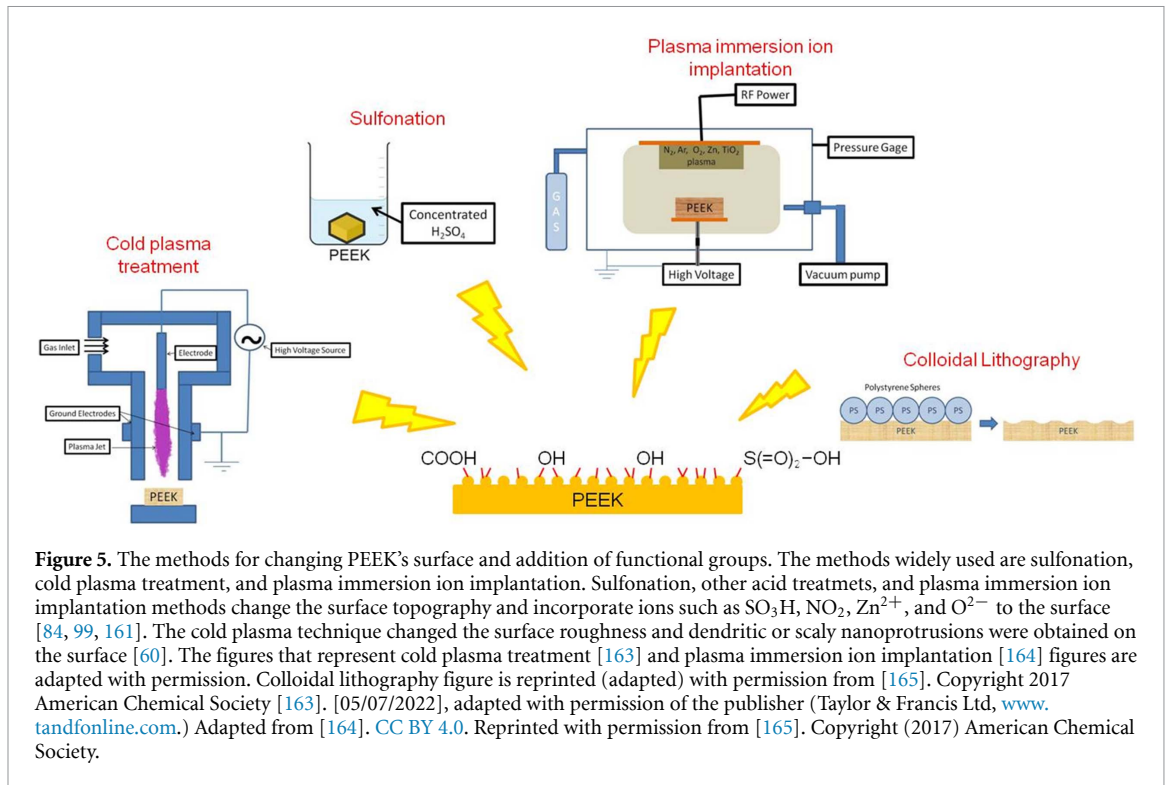 Plasma immersion ion
implantation
RF Power
Sulfonation
N₂, Ar, O₂, Zn, TiO₂
plasma
Pressure Gage
GAS
PEEK
Concentrated
H₂SO₄
PEEK
High Voltage
Vacuum pump
Cold plasma
treatment
Gas Inlet
Electrode
High Voltage Source
Ground Electrodes
Plasma Jet
PEEK
Colloidal Lithography
Polystyrene Spheres
PS PS PS PS PS
PEEK
PEEK
COOH OH OH S(=O)₂-OH
PEEK
Figure 5. The methods for changing PEEK's surface and addition of functional groups. The methods widely used are sulfonation,
cold plasma treatment, and plasma immersion ion implantation. Sulfonation, other acid treatmets, and plasma immersion ion
implantation methods change the surface topography and incorporate ions such as SO₃H, NO₂, Zn²⁺, and O²⁻ to the surface
[84, 99, 161]. The cold plasma technique changed the surface roughness and dendritic or scaly nanoprotrusions were obtained on
the surface [60]. The figures that represent cold plasma treatment [163] and plasma immersion ion implantation [164] figures are
adapted with permission. Colloidal lithography figure is reprinted (adapted) with permission from [165]. Copyright 2017
American Chemical Society [163]. [05/07/2022], adapted with permission of the publisher (Taylor & Francis Ltd, www.
tandfonline.com.) Adapted from [164]. CC BY 4.0. Reprinted with permission from [165]. Copyright (2017) American Chemical
Society.